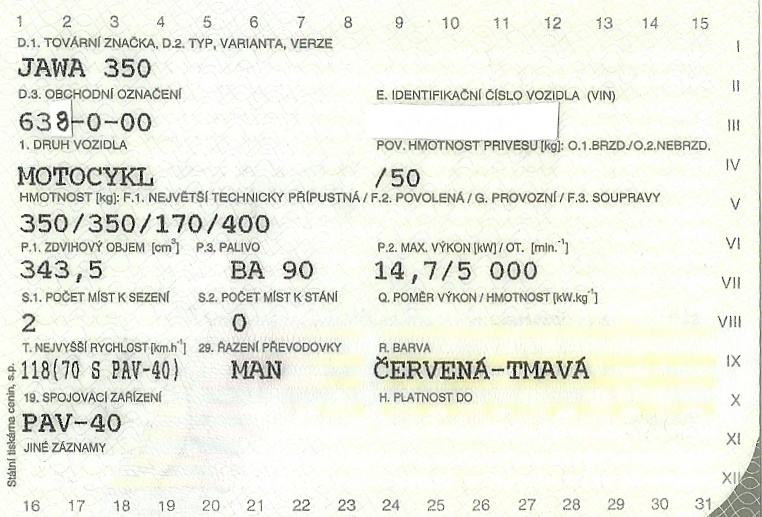 1 2 3 4 5 6 7 8 9 10 11 12 13 14 15
D.1. TOVÁRNÍ ZNAČKA, D.2. TYP, VARIANTA, VERZE I
JAWA 350
D.3. OBCHODNÍ OZNAČENÍ E. IDENTIFIKAČNÍ ČÍSLO VOZIDLA (VIN) II
638-0-00 III
1. DRUH VOZIDLA POV. HMOTNOST PŘÍVĚSU [kg]: O.1.BRZD./O.2.NEBRZD.
MOTOCYKL /50 IV
HMOTNOST [kg]: F.1. NEJVĚTŠÍ TECHNICKY PŘÍPUSTNÁ / F.2. POVOLENÁ / G. PROVOZNÍ / F.3. SOUPRAVY V
350/350/170/400
P.1. ZDVIHOVÝ OBJEM [cm³] P.3. PALIVO P.2. MAX. VÝKON [kW] / OT. [min.⁻¹] VI
343,5 BA 90 14,7/5 000 VII
S.1. POČET MÍST K SEZENÍ S.2. POČET MÍST K STÁNÍ Q. POMĚR VÝKON / HMOTNOST [kW.kg⁻¹]
2 0 VIII
T. NEJVYŠŠÍ RYCHLOST [km.h⁻¹] 29. ŘAZENÍ PŘEVODOVKY R. BARVA
118(70 S PAV-40) MAN ČERVENÁ-TMAVÁ IX
19. SPOJOVACÍ ZAŘÍZENÍ H. PLATNOST DO X
PAV-40
JINÉ ZÁZNAMY XI
XII
Státní tiskárna cenin, s.p.
16 17 18 19 20 21 22 23 24 25 26 27 28 29 30 31